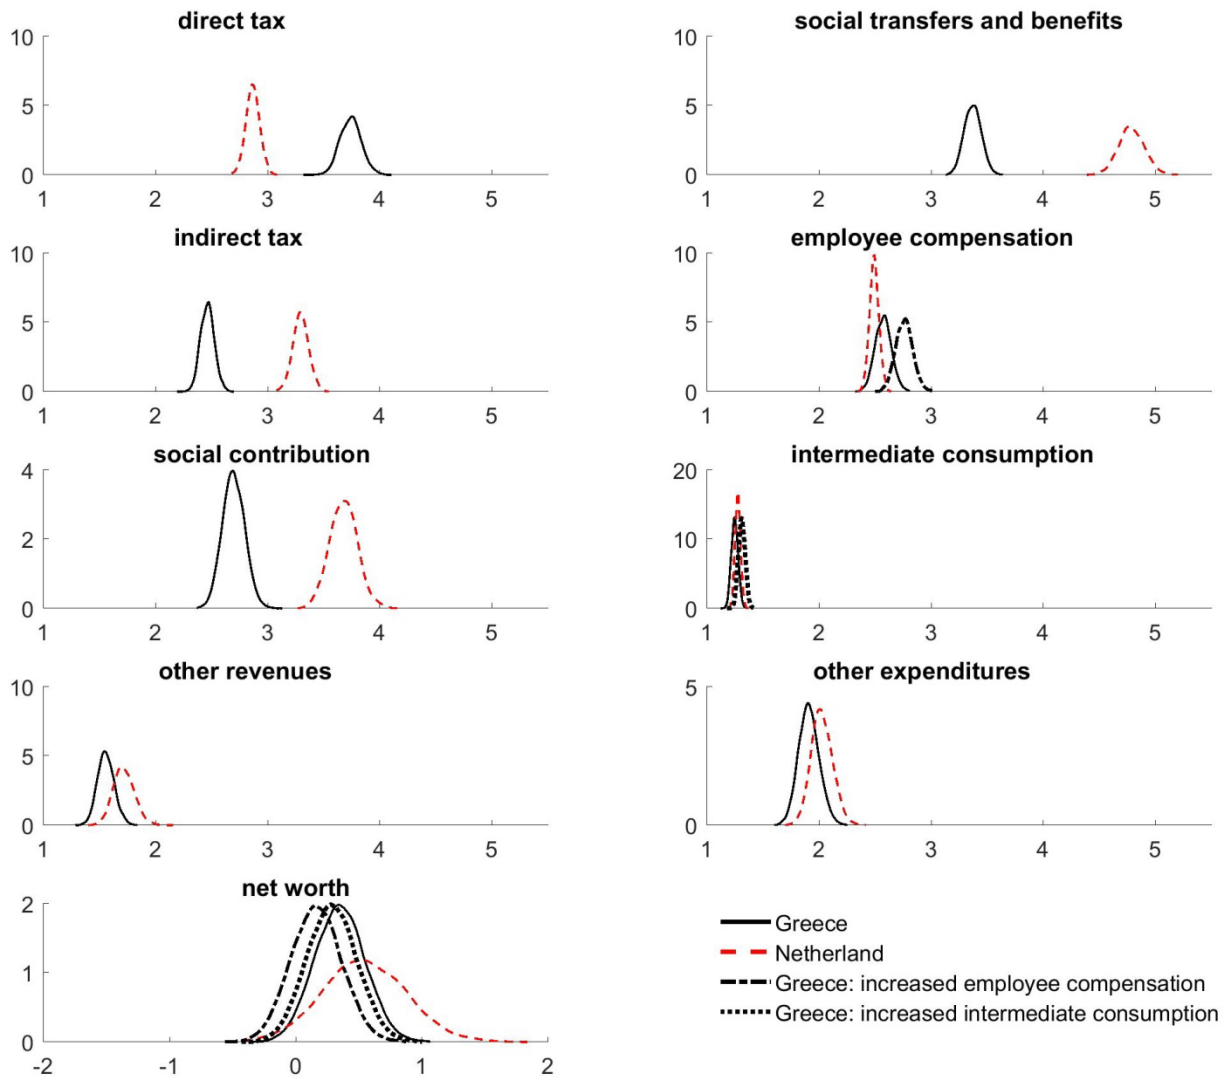 direct tax
10
5
0
1 2 3 4 5
social transfers and benefits
10
5
0
1 2 3 4 5
indirect tax
10
5
0
1 2 3 4 5
employee compensation
10
5
0
1 2 3 4 5
social contribution
4
2
0
1 2 3 4 5
intermediate consumption
20
10
0
1 2 3 4 5
other revenues
10
5
0
1 2 3 4 5
other expenditures
5
0
1 2 3 4 5
net worth
2
1
0
-2 -1 0 1 2
Greece
Netherland
Greece: increased employee compensation
Greece: increased intermediate consumption